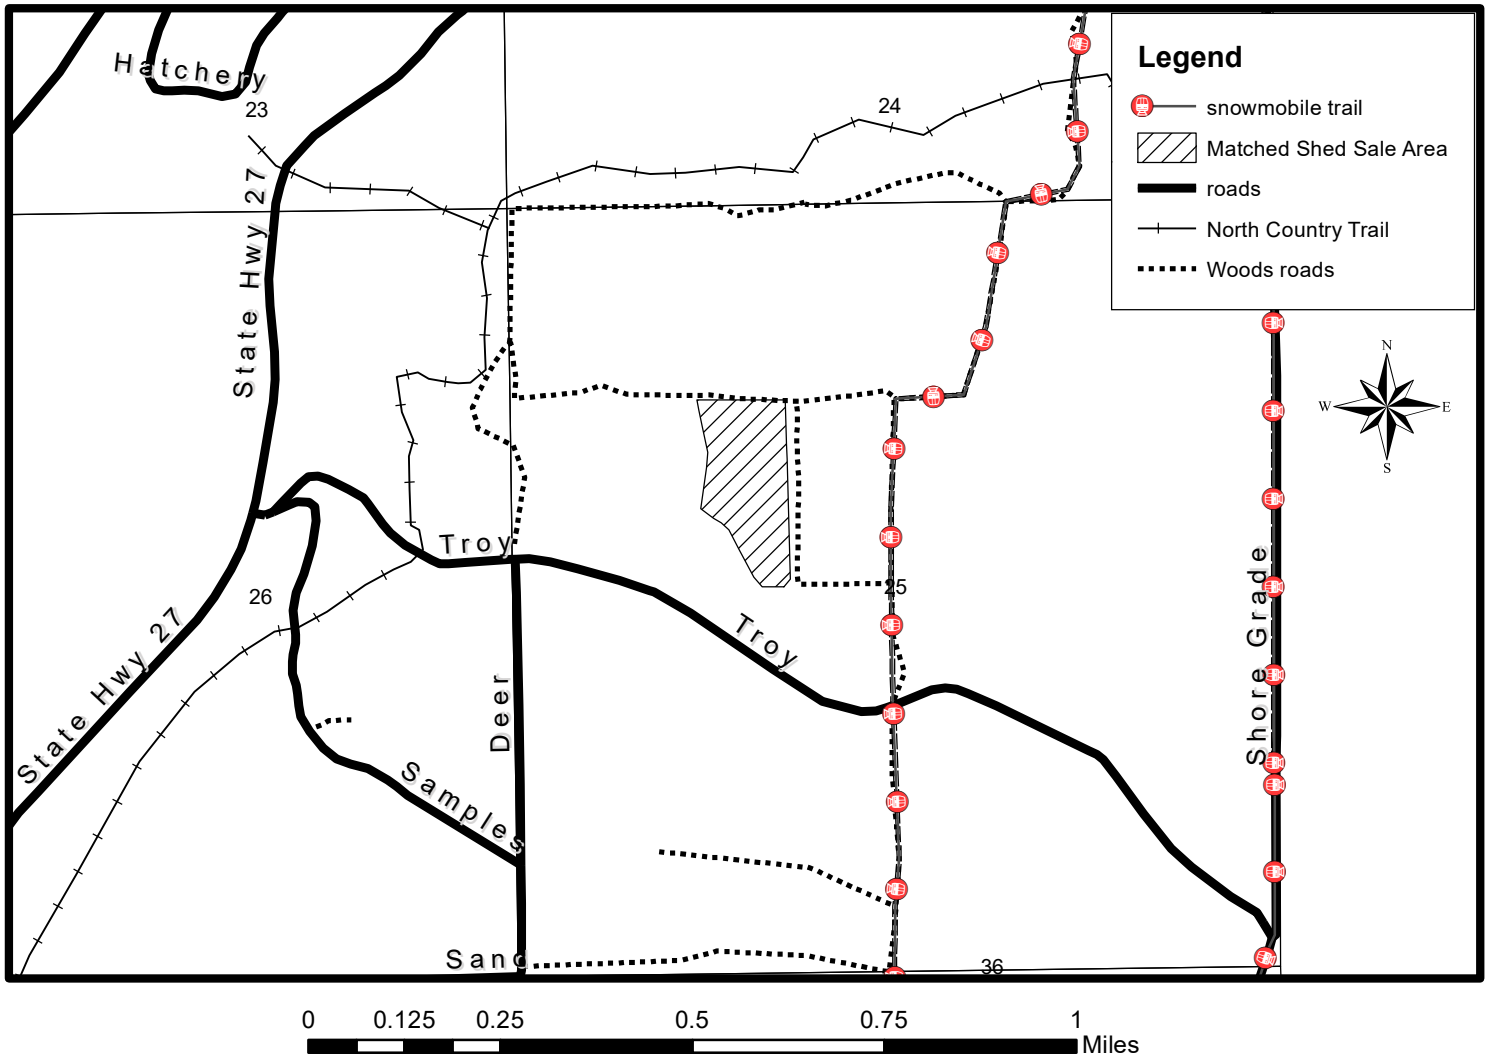 Hatchery
23
24
State Hwy 27
Legend
snowmobile trail
Matched Shed Sale Area
roads
North Country Trail
Woods roads
N
W
E
S
Troy
25
26
State Hwy 27
Troy
Shore Grade
Deer
Samples
Sand
36
0 0.125 0.25 0.5 0.75 1
Miles